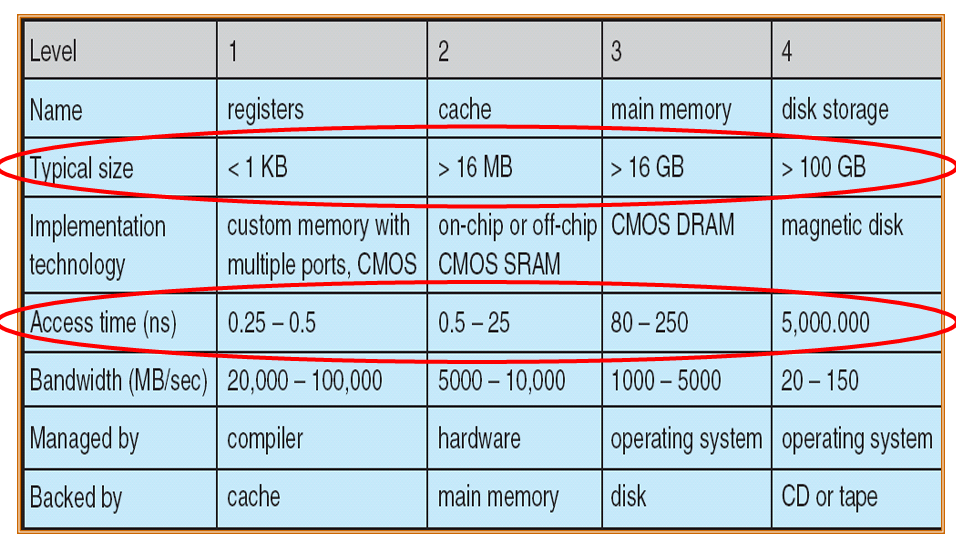 Level 1 2 3 4
Name registers cache main memory disk storage
Typical size < 1 KB > 16 MB > 16 GB > 100 GB
Implementation technology custom memory with multiple ports, CMOS on-chip or off-chip CMOS SRAM CMOS DRAM magnetic disk
Access time (ns) 0.25 – 0.5 0.5 – 25 80 – 250 5,000.000
Bandwidth (MB/sec) 20,000 – 100,000 5000 – 10,000 1000 – 5000 20 – 150
Managed by compiler hardware operating system operating system
Backed by cache main memory disk CD or tape